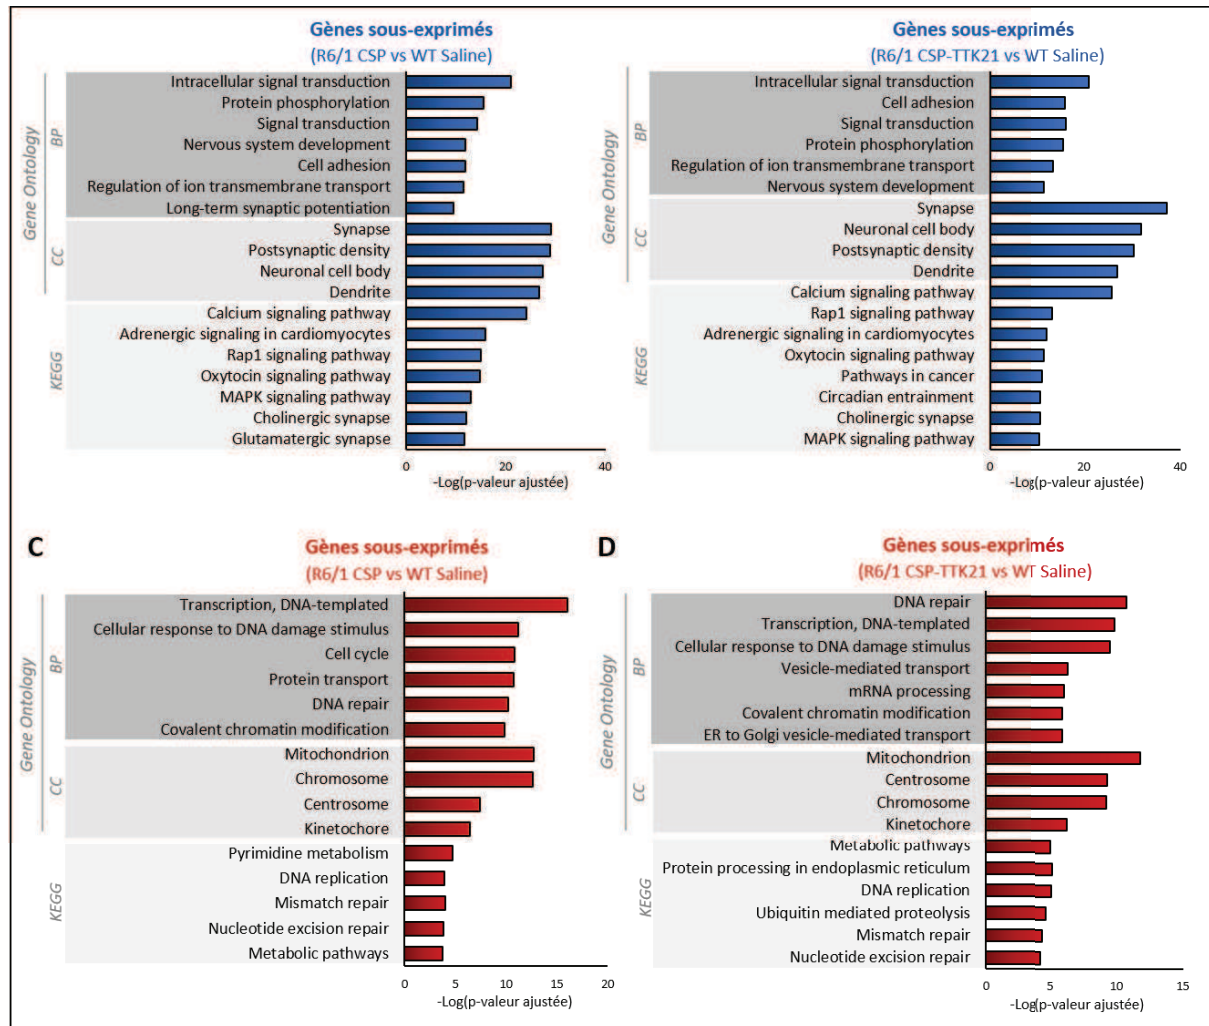 Gènes sous-exprimés
(R6/1 CSP vs WT Saline)
Gene Ontology
BP
Intracellular signal transduction
Protein phosphorylation
Signal transduction
Nervous system development
Cell adhesion
Regulation of ion transmembrane transport
Long-term synaptic potentiation
CC
Synapse
Postsynaptic density
Neuronal cell body
Dendrite
KEGG
Calcium signaling pathway
Adrenergic signaling in cardiomyocytes
Rap1 signaling pathway
Oxytocin signaling pathway
MAPK signaling pathway
Cholinergic synapse
Glutamatergic synapse
0 20 40
-Log(p-valeur ajustée)
Gènes sous-exprimés
(R6/1 CSP-TTK21 vs WT Saline)
Gene Ontology
BP
Intracellular signal transduction
Cell adhesion
Signal transduction
Protein phosphorylation
Regulation of ion transmembrane transport
Nervous system development
CC
Synapse
Neuronal cell body
Postsynaptic density
Dendrite
KEGG
Calcium signaling pathway
Rap1 signaling pathway
Adrenergic signaling in cardiomyocytes
Oxytocin signaling pathway
Pathways in cancer
Circadian entrainment
Cholinergic synapse
MAPK signaling pathway
0 20 40
-Log(p-valeur ajustée)
C
Gènes sous-exprimés
(R6/1 CSP vs WT Saline)
Gene Ontology
BP
Transcription, DNA-templated
Cellular response to DNA damage stimulus
Cell cycle
Protein transport
DNA repair
Covalent chromatin modification
CC
Mitochondrion
Chromosome
Centrosome
Kinetochore
KEGG
Pyrimidine metabolism
DNA replication
Mismatch repair
Nucleotide excision repair
Metabolic pathways
0 5 10 15 20
-Log(p-valeur ajustée)
D
Gènes sous-exprimés
(R6/1 CSP-TTK21 vs WT Saline)
Gene Ontology
BP
DNA repair
Transcription, DNA-templated
Cellular response to DNA damage stimulus
Vesicle-mediated transport
mRNA processing
Covalent chromatin modification
ER to Golgi vesicle-mediated transport
CC
Mitochondrion
Centrosome
Chromosome
Kinetochore
KEGG
Metabolic pathways
Protein processing in endoplasmic reticulum
DNA replication
Ubiquitin mediated proteolysis
Mismatch repair
Nucleotide excision repair
0 5 10 15
-Log(p-valeur ajustée)